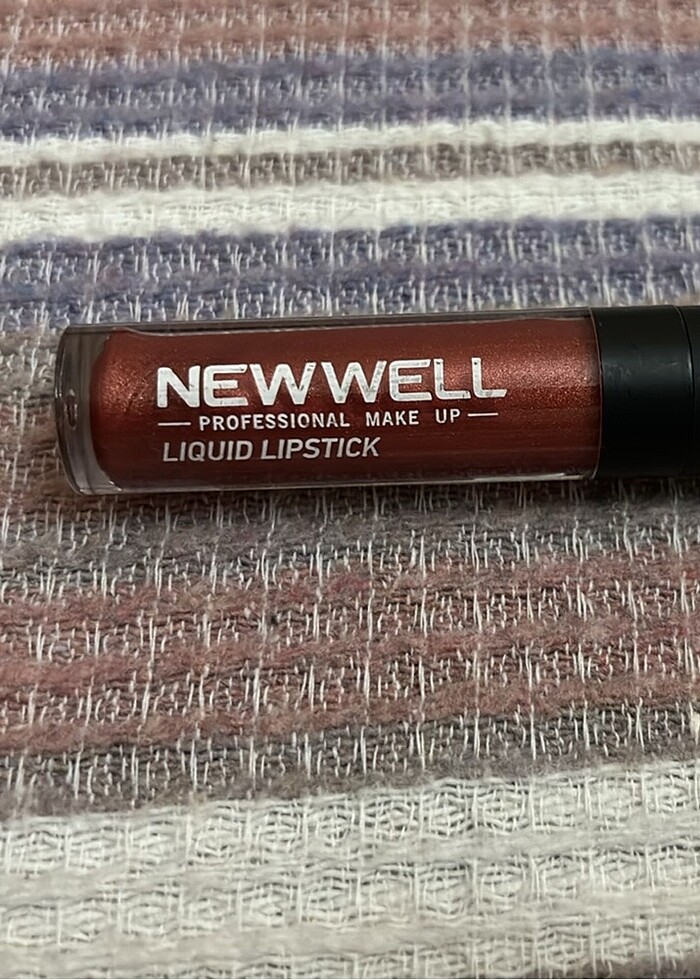 NEW WELL
PROFESSIONAL MAKE UP
LIQUID LIPSTICK